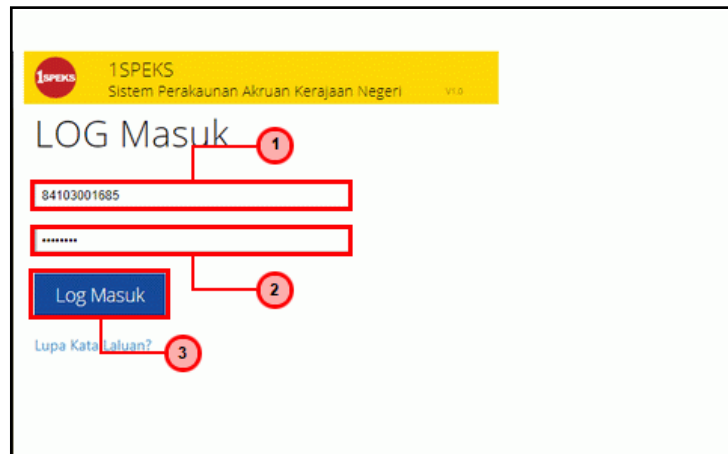 1SPEKS
1SPEKS
Sistem Perakaunan Akruan Kerajaan Negeri V1.0
LOG Masuk
1
84103001685
••••••••
2
Log Masuk
Lupa Kata Laluan?
3